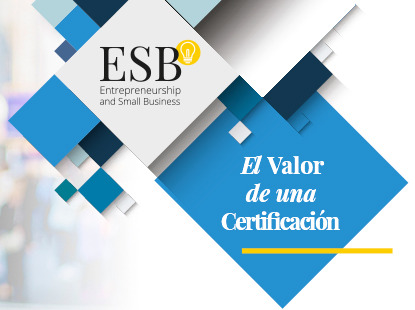 ESB
Entrepreneurship
and Small Business
El Valor
de una
Certificación